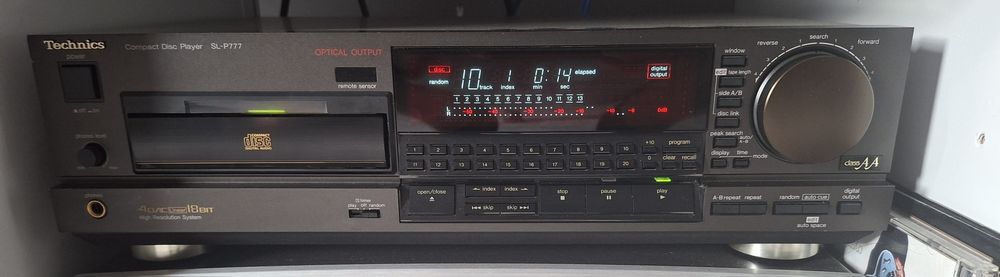 Technics
Compact Disc Player SL-P777
OPTICAL OUTPUT
power
remote sensor
phones level
COMPACT
disc
DIGITAL AUDIO
phones
4DAC Linear 18BIT
High Resolution System
timer
play off random
disc
random
10 track 1 index 0:14 elapsed
min sec
digital
output
1 2 3 4 5 6 7 8 9 10 11 12 13
0dB
1 2 3 4 5 6 7 8 9 10 +10 program
11 12 13 14 15 16 17 18 19 20 0 clear recall
open/close
index index
skip skip
stop
pause
play
window
edit tape length
side A/B
disc link
peak search
auto/
A-B
display time
mode
reverse search forward
class AA
A-B repeat repeat
random auto-cue
digital
output
edit
auto space